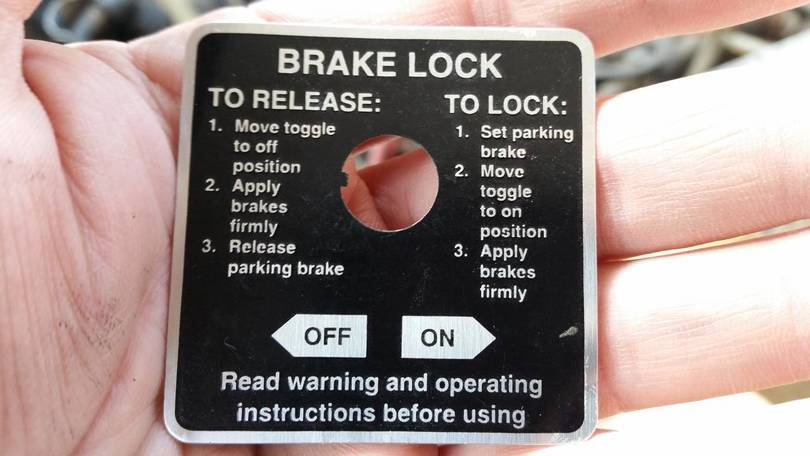 BRAKE LOCK
TO RELEASE:
1. Move toggle
to off
position
2. Apply
brakes
firmly
3. Release
parking brake
TO LOCK:
1. Set parking
brake
2. Move
toggle
to on
position
3. Apply
brakes
firmly
OFF
ON
Read warning and operating
instructions before using